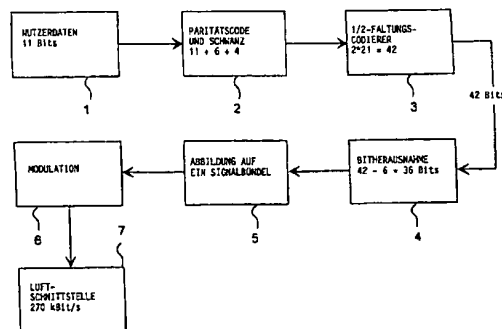 NUTZERDATEN
11 Bits
1
PARITÄTSCODE
UND SCHWANZ
11 + 6 + 4
2
1/2-FALTUNGS-
CODIERER
2*21 = 42
3
42 Bits
BITHERAUSNAHME
42 - 6 = 36 Bits
4
ABBILDUNG AUF
EIN SIGNALBÜNDEL
5
MODULATION
6
7
LUFT-
SCHNITTSTELLE
270 kBit/s